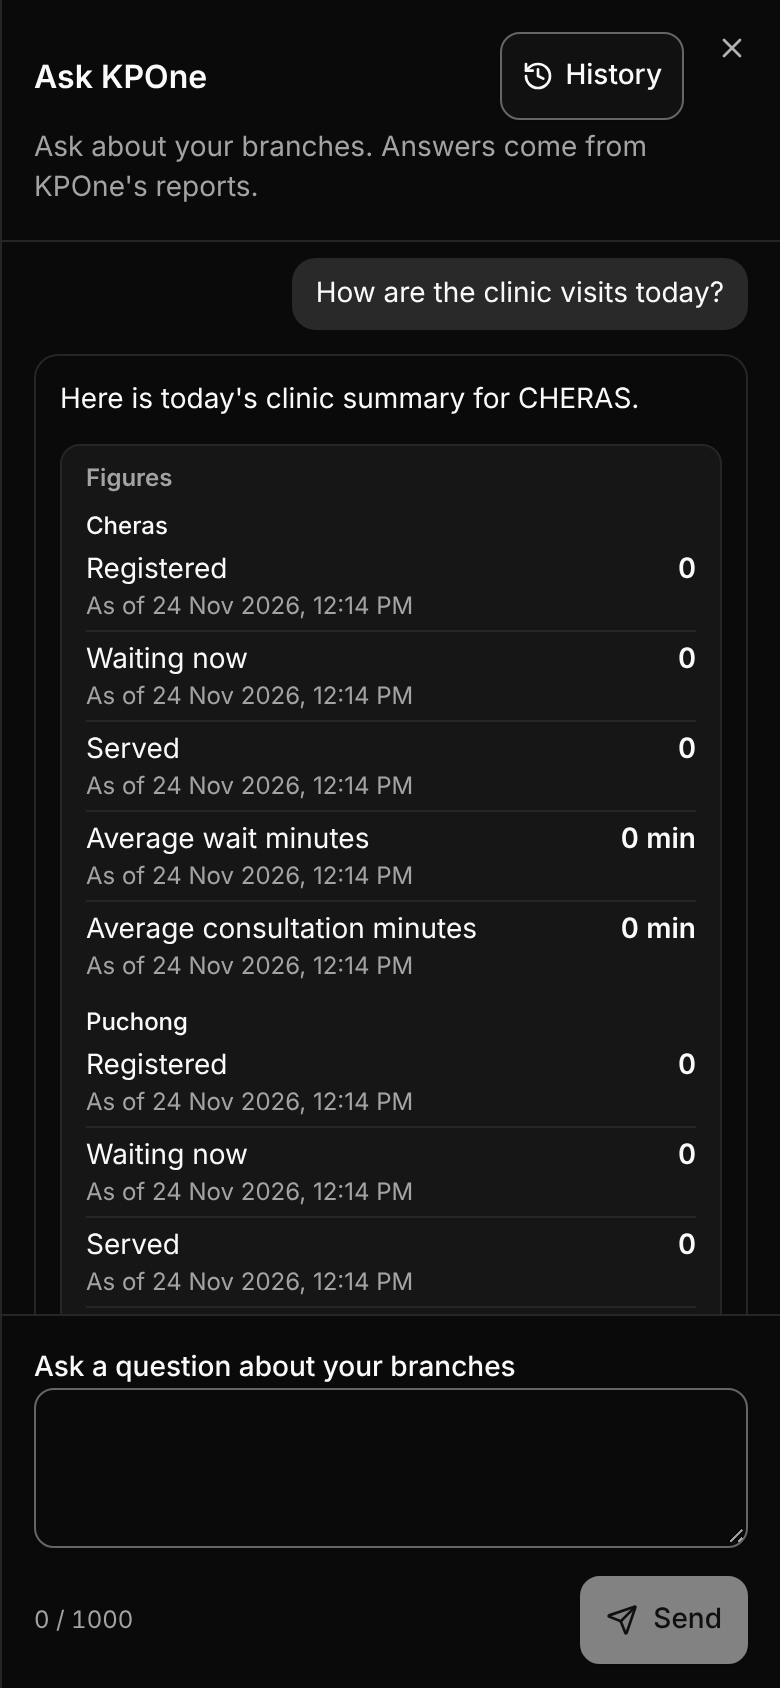 Ask KPOne
History
Ask about your branches. Answers come from
KPOne's reports.
How are the clinic visits today?
Here is today's clinic summary for CHERAS.
Figures
Cheras
Registered 0
As of 24 Nov 2026, 12:14 PM
Waiting now 0
As of 24 Nov 2026, 12:14 PM
Served 0
As of 24 Nov 2026, 12:14 PM
Average wait minutes 0 min
As of 24 Nov 2026, 12:14 PM
Average consultation minutes 0 min
As of 24 Nov 2026, 12:14 PM
Puchong
Registered 0
As of 24 Nov 2026, 12:14 PM
Waiting now 0
As of 24 Nov 2026, 12:14 PM
Served 0
As of 24 Nov 2026, 12:14 PM
Ask a question about your branches
0 / 1000
Send